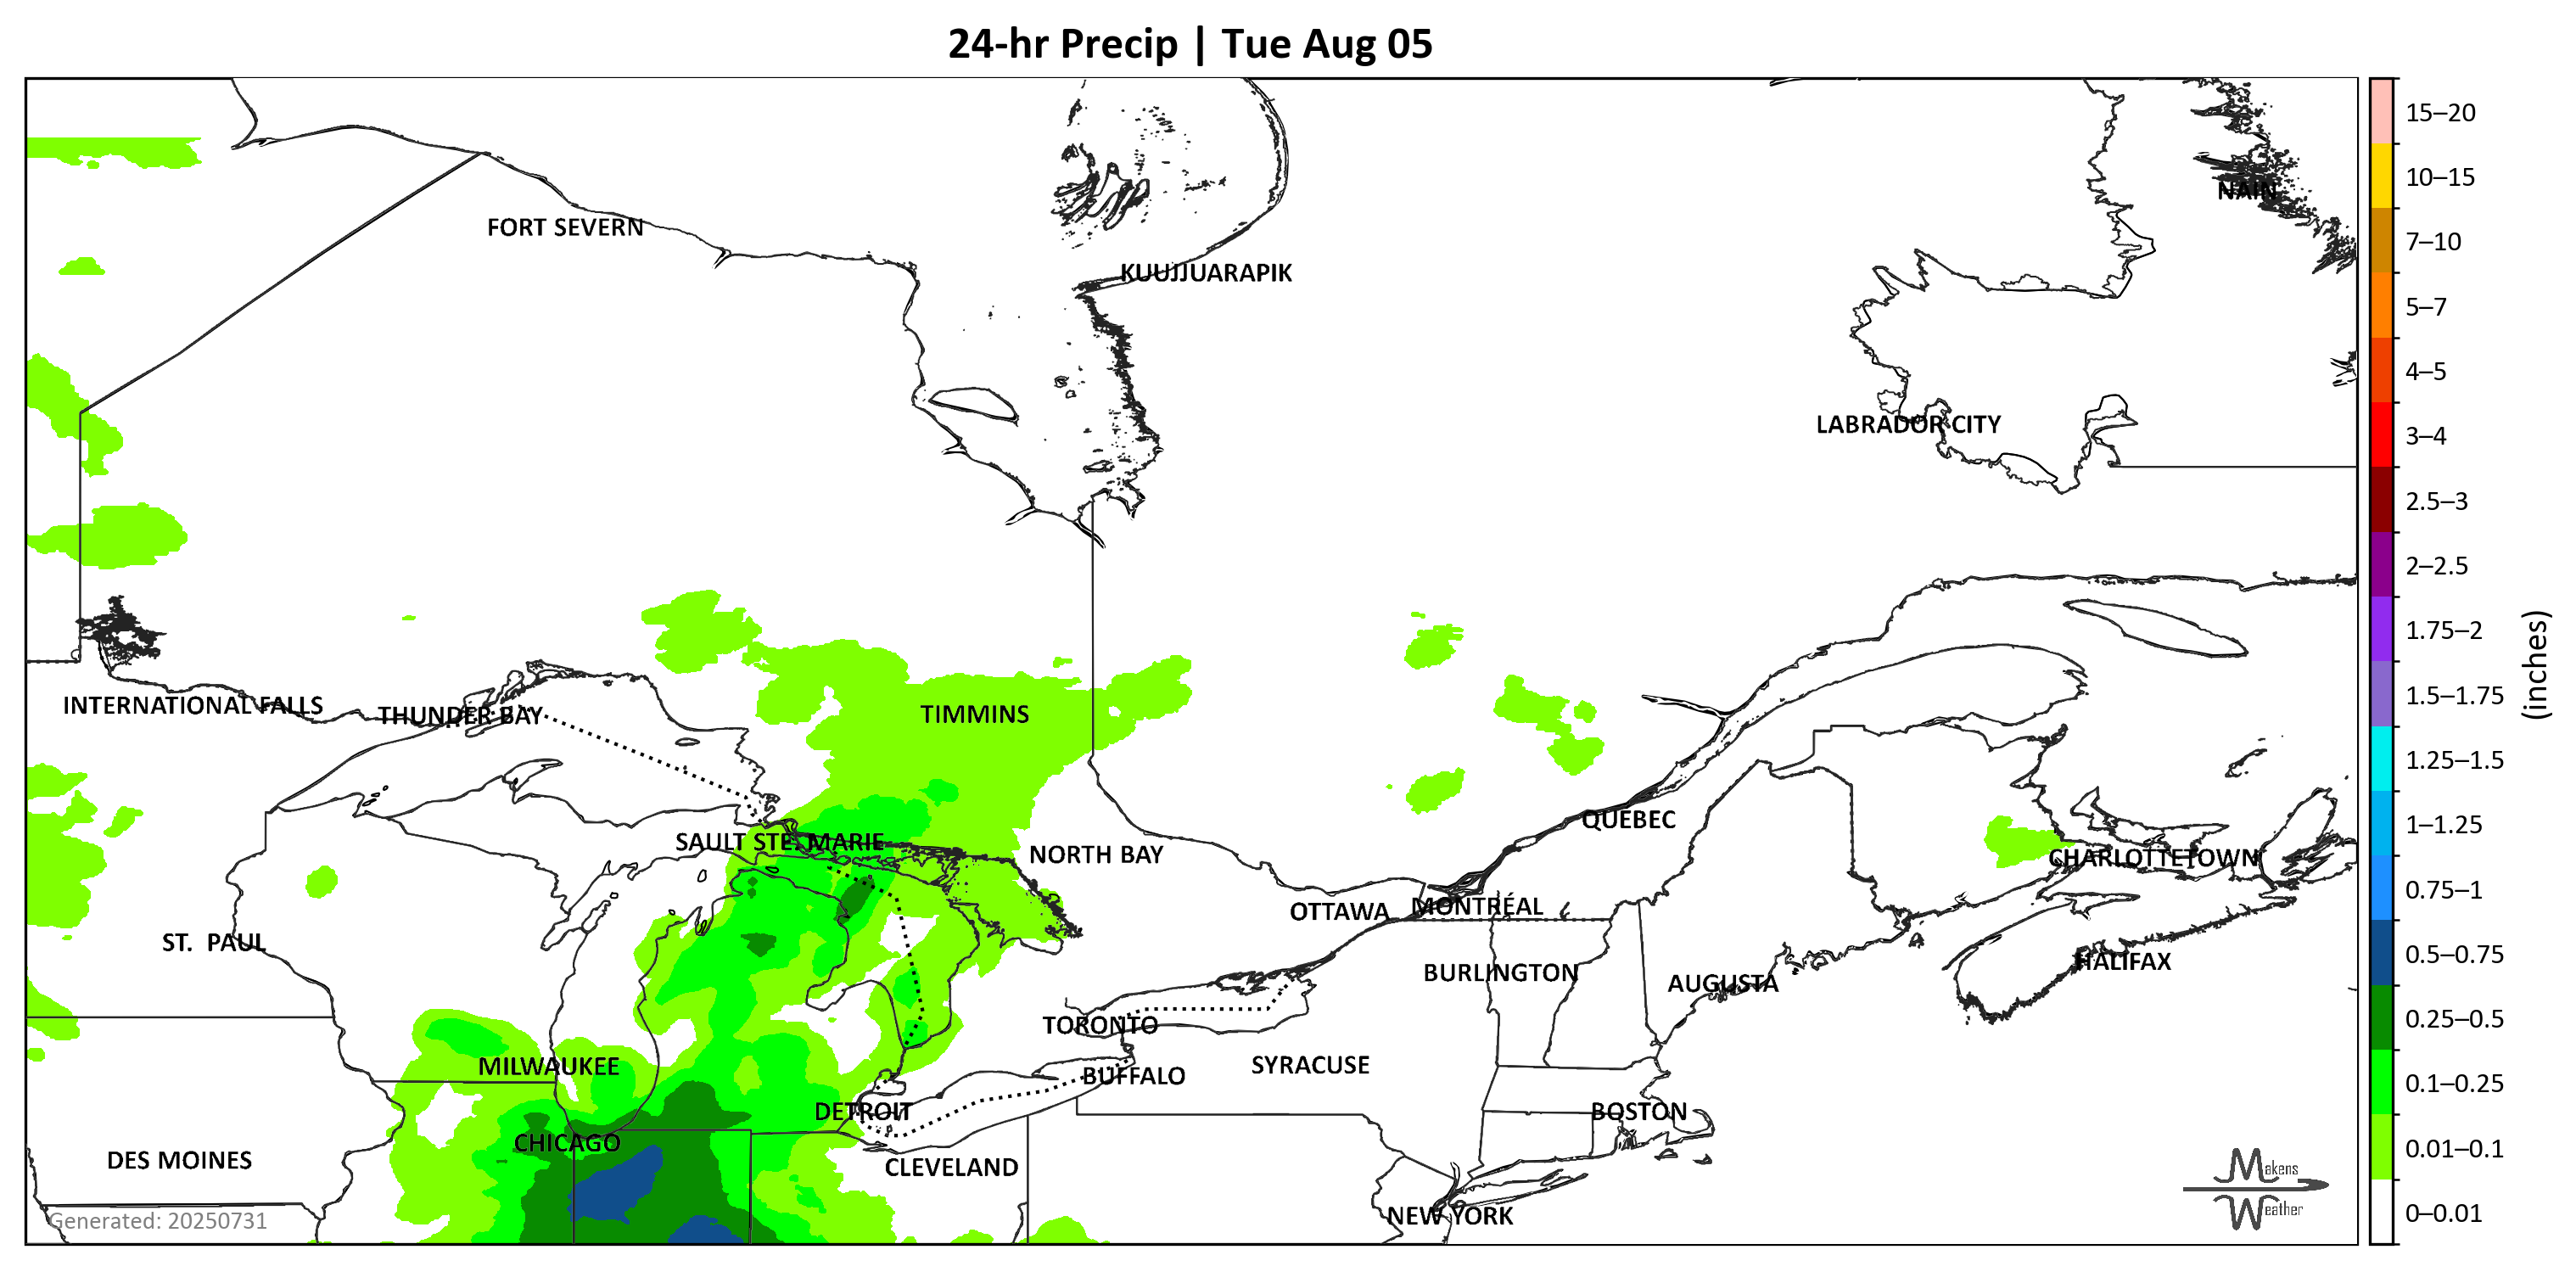 24-hr Precip | Tue Aug 05
NAIN
FORT SEVERN
KUUJJUARAPIK
LABRADOR CITY
INTERNATIONAL FALLS
THUNDER BAY
TIMMINS
QUEBEC
SAULT STE. MARIE
NORTH BAY
CHARLOTTETOWN
OTTAWA
MONTRÉAL
ST. PAUL
HALIFAX
BURLINGTON
AUGUSTA
TORONTO
MILWAUKEE
SYRACUSE
BUFFALO
DETROIT
BOSTON
CHICAGO
DES MOINES
CLEVELAND
NEW YORK
Generated: 20250731
Makens
Weather
15–20
10–15
7–10
5–7
4–5
3–4
2.5–3
2–2.5
1.75–2
1.5–1.75
1.25–1.5
1–1.25
0.75–1
0.5–0.75
0.25–0.5
0.1–0.25
0.01–0.1
0–0.01
(inches)